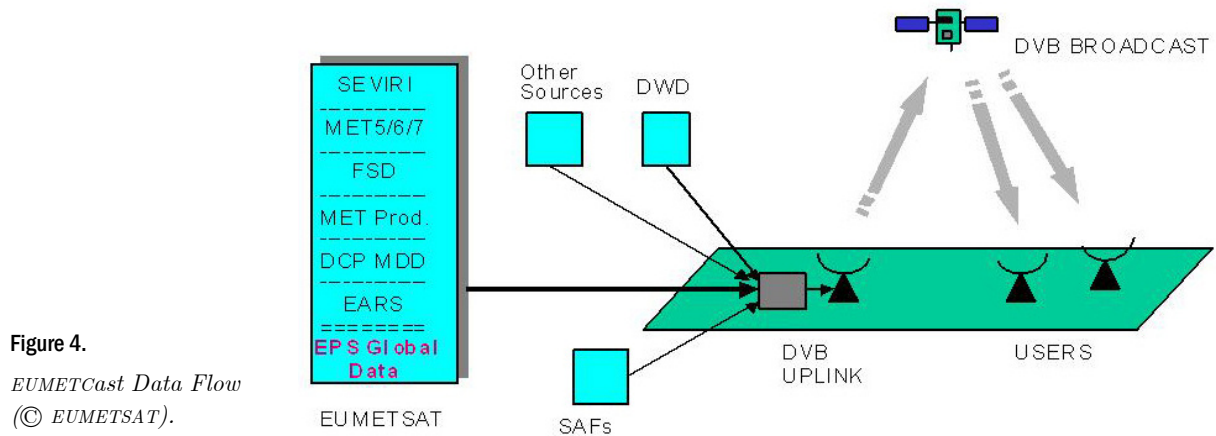 SEVIRI
MET5/6/7
FSD
MET Prod.
DCP MDD
EARS
EPS Global
Data
EUMETSAT
Other
Sources
DWD
SAFs
DVB
UPLINK
USERS
DVB BROADCAST
Figure 4.
EUMETCast Data Flow
(© EUMETSAT).